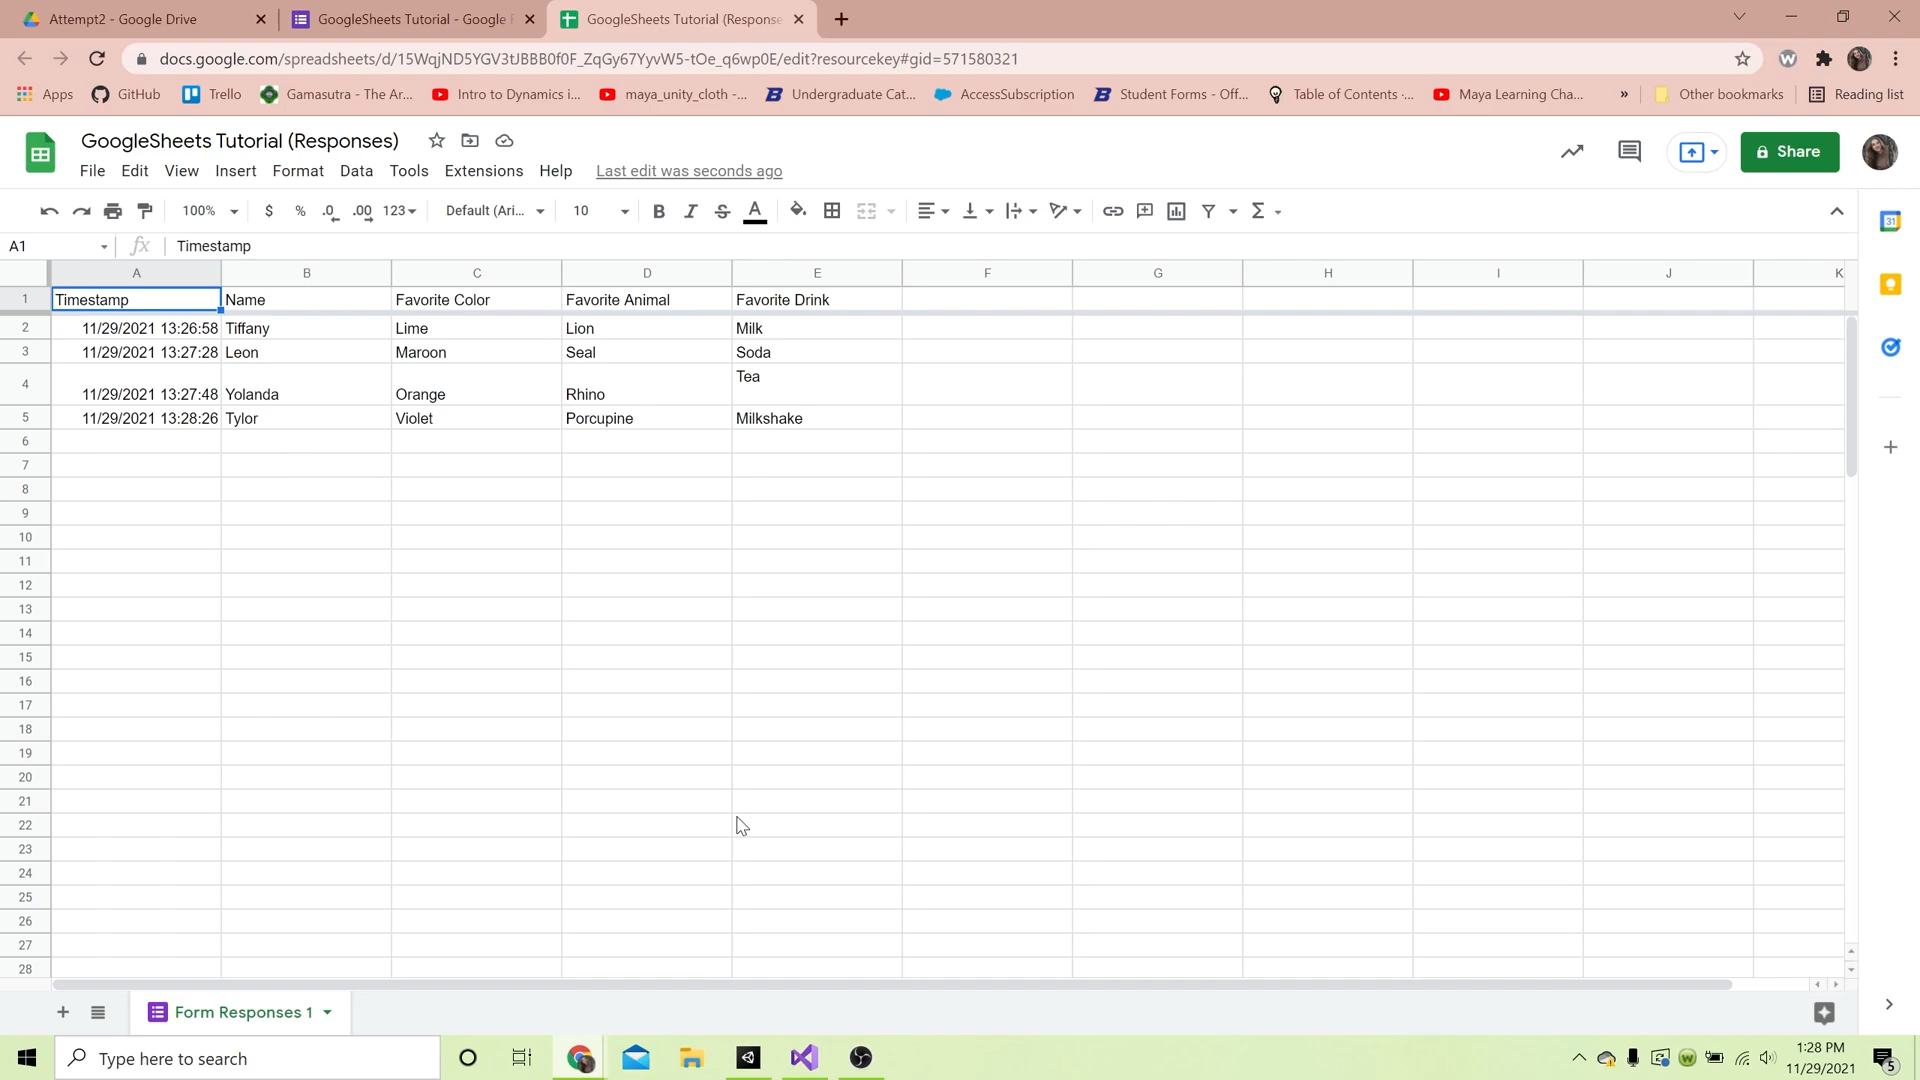 Attempt2 - Google Drive
GoogleSheets Tutorial - Google F
GoogleSheets Tutorial (Response
docs.google.com/spreadsheets/d/15WqjND5YGV3tJBBB0f0F_ZqGy67YyvW5-tOe_q6wp0E/edit?resourcekey#gid=571580321
W
Apps
GitHub
Trello
Gamasutra - The Ar...
Intro to Dynamics i...
maya_unity_cloth -...
Undergraduate Cat...
AccessSubscription
Student Forms - Off...
Table of Contents -...
Maya Learning Cha...
»
Other bookmarks
Reading list
GoogleSheets Tutorial (Responses)
File Edit View Insert Format Data Tools Extensions Help Last edit was seconds ago
Share
100% $ % .0 .00 123 Default (Ari... 10 B I S A Σ
31
A1 fx Timestamp
A B C D E F G H I J K
1 Timestamp Name Favorite Color Favorite Animal Favorite Drink
2 11/29/2021 13:26:58 Tiffany Lime Lion Milk
3 11/29/2021 13:27:28 Leon Maroon Seal Soda
4 11/29/2021 13:27:48 Yolanda Orange Rhino Tea
5 11/29/2021 13:28:26 Tylor Violet Porcupine Milkshake
6
7
8
9
10
11
12
13
14
15
16
17
18
19
20
21
22
23
24
25
26
27
28
Form Responses 1
Type here to search
1:28 PM
11/29/2021
5